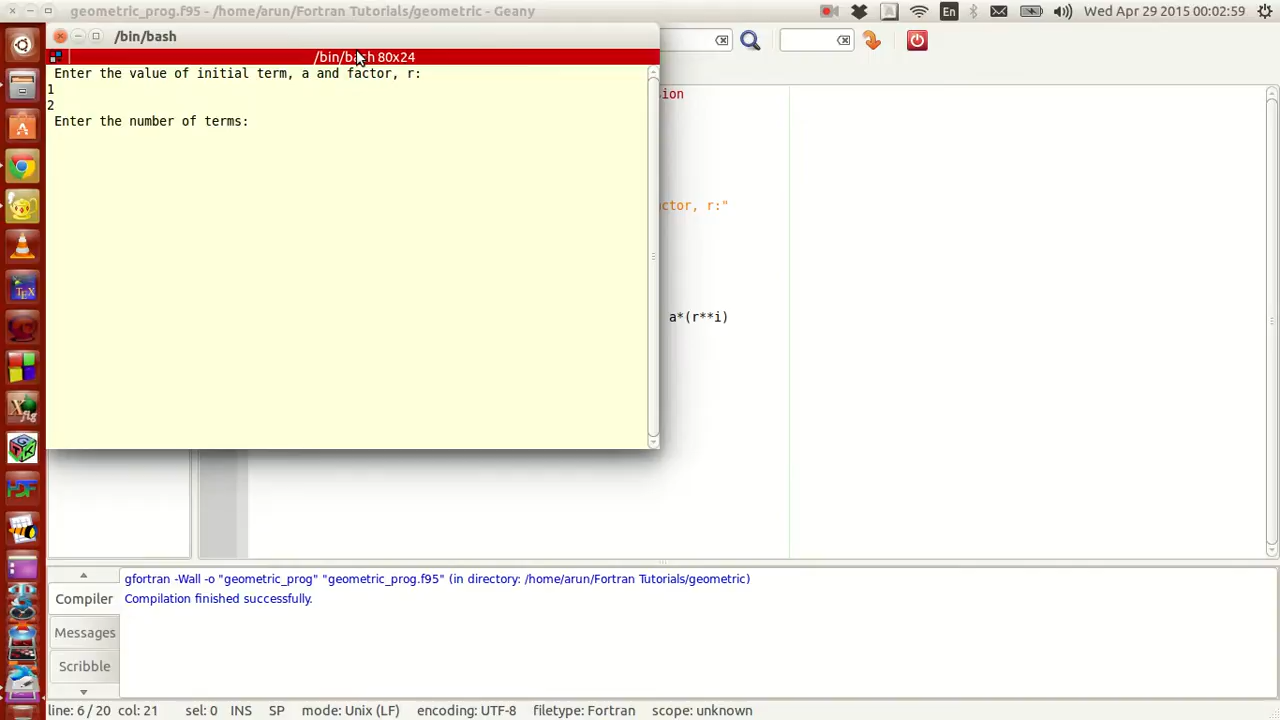 geometric_prog.f95 - /home/arun/Fortran Tutorials/geometric - Geany
En
Wed Apr 29 2015 00:02:59
/bin/bash
/bin/bash 80x24
Enter the value of initial term, a and factor, r:
1
2
Enter the number of terms:
sion
actor, r:"
a*(r**i)
gfortran -Wall -o "geometric_prog" "geometric_prog.f95" (in directory: /home/arun/Fortran Tutorials/geometric)
Compiler
Compilation finished successfully.
Messages
Scribble
line: 6 / 20 col: 21 sel: 0 INS SP mode: Unix (LF) encoding: UTF-8 filetype: Fortran scope: unknown